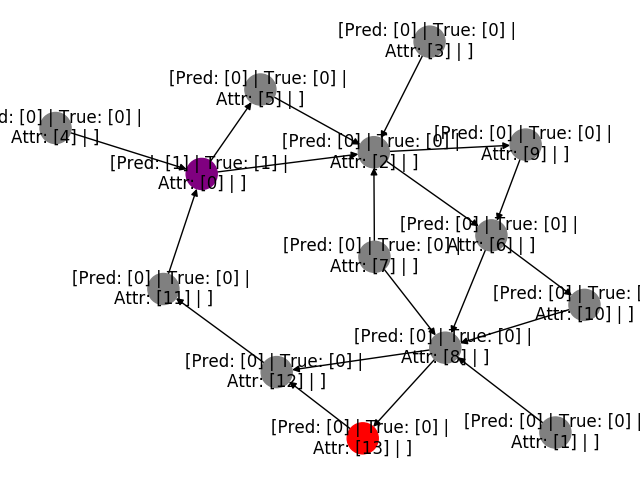 [Pred: [0] | True: [0] |
Attr: [3] | ]
[Pred: [0] | True: [0] |
Attr: [5] | ]
d: [0] | True: [0] |
Attr: [4] | ]
[Pred: [0] | True: [0] |
Attr: [2] | ]
[Pred: [0] | True: [0] |
Attr: [9] | ]
[Pred: [1] | True: [1] |
Attr: [0] | ]
[Pred: [0] | True: [0] |
Attr: [6] | ]
[Pred: [0] | True: [0] |
Attr: [7] | ]
[Pred: [0] | True: [0] |
Attr: [11] | ]
[Pred: [0] | True: [
Attr: [10] | ]
[Pred: [0] | True: [0] |
Attr: [8] | ]
[Pred: [0] | True: [0] |
Attr: [12] | ]
[Pred: [0] | True: [0] |
Attr: [13] | ]
[Pred: [0] | True: [0] |
Attr: [1] | ]